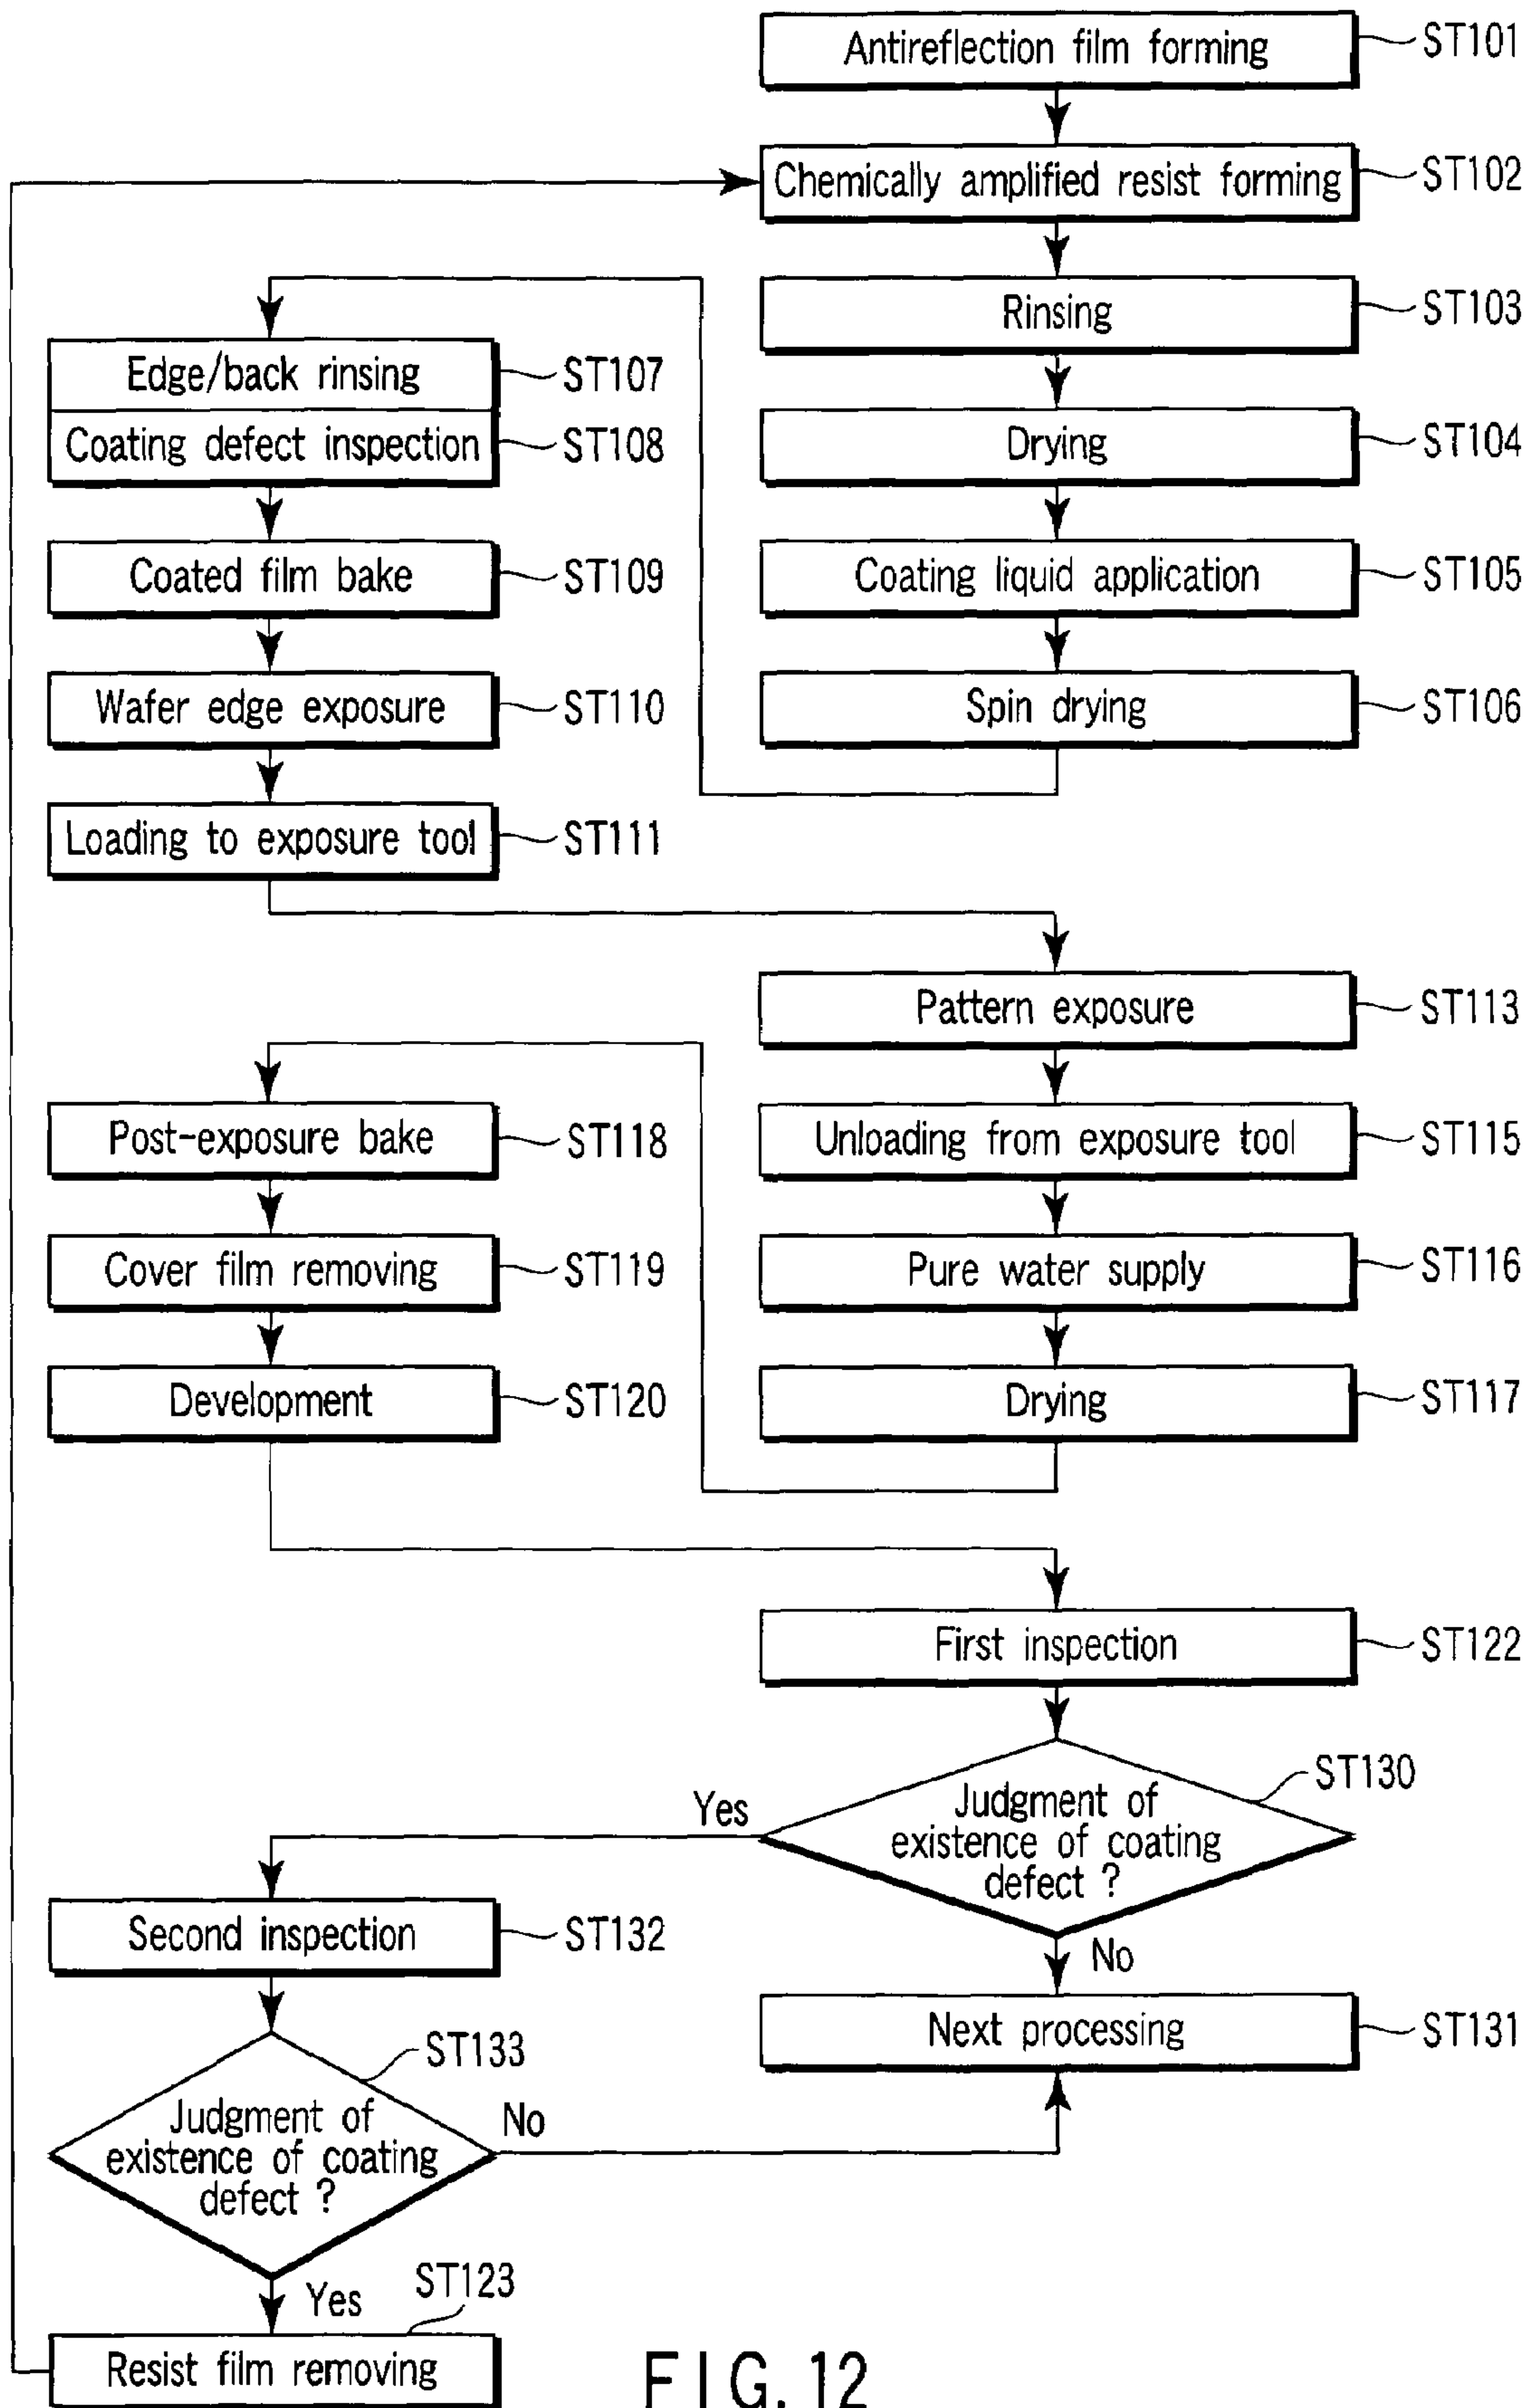 Antireflection film forming
ST101
Chemically amplified resist forming
ST102
Rinsing
ST103
Drying
ST104
Coating liquid application
ST105
Spin drying
ST106
Edge/back rinsing
ST107
Coating defect inspection
ST108
Coated film bake
ST109
Wafer edge exposure
ST110
Loading to exposure tool
ST111
Pattern exposure
ST113
Unloading from exposure tool
ST115
Pure water supply
ST116
Drying
ST117
Post-exposure bake
ST118
Cover film removing
ST119
Development
ST120
First inspection
ST122
Judgment of
existence of coating
defect ?
ST130
Yes
No
Next processing
ST131
Second inspection
ST132
Judgment of
existence of coating
defect ?
ST133
No
Yes
Resist film removing
ST123
FIG. 12